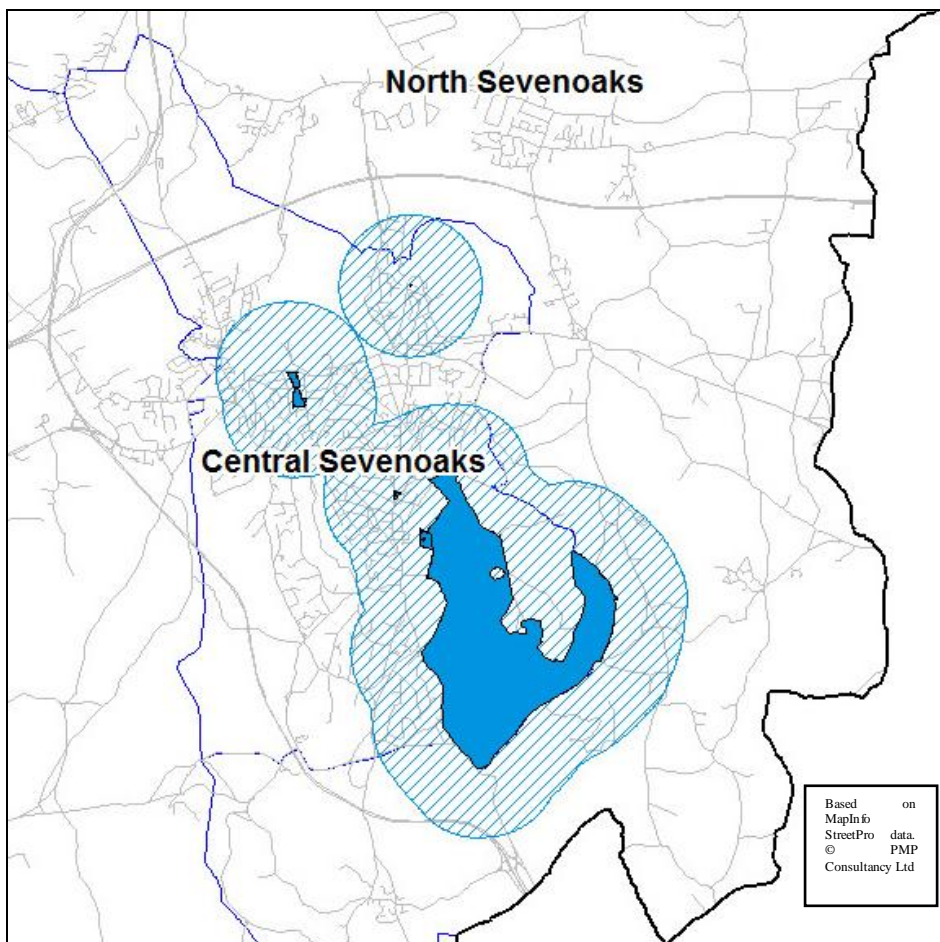 North Sevenoaks
Central Sevenoaks
Based on
MapInfo
StreetPro data.
© PMP
Consultancy Ltd